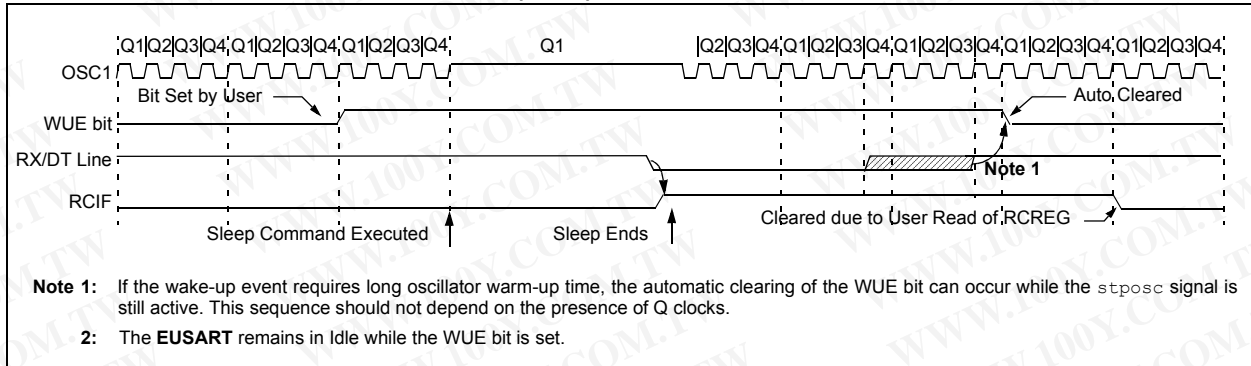 Q1 Q2 Q3 Q4 Q1 Q2 Q3 Q4 Q1 Q2 Q3 Q4 Q1 Q2 Q3 Q4 Q1 Q2 Q3 Q4 Q1 Q2 Q3 Q4 Q1 Q2 Q3 Q4 Q1 Q2 Q3 Q4
OSC1
Bit Set by User
Auto Cleared
WUE bit
RX/DT Line
Note 1
RCIF
Cleared due to User Read of RCREG
Sleep Command Executed
Sleep Ends
Note 1: If the wake-up event requires long oscillator warm-up time, the automatic clearing of the WUE bit can occur while the stposc signal is
still active. This sequence should not depend on the presence of Q clocks.
2: The EUSART remains in Idle while the WUE bit is set.
WWW.100Y.COM.TW